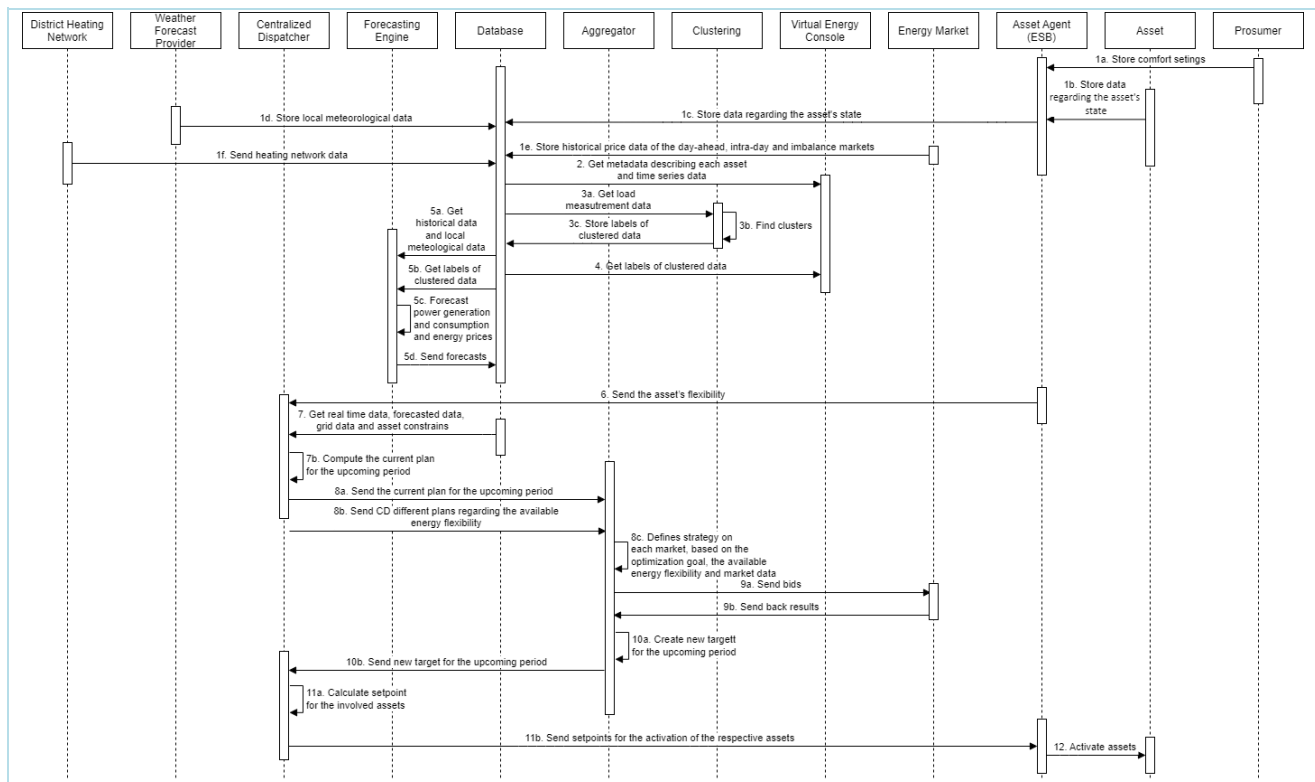 District Heating
Network
Weather
Forecast
Provider
Centralized
Dispatcher
Forecasting
Engine
Database
Aggregator
Clustering
Virtual Energy
Console
Energy Market
Asset Agent
(ESB)
Asset
Prosumer
1a. Store comfort setings
1b. Store data
regarding the asset's
state
1c. Store data regarding the asset's state
1d. Store local meteorological data
1e. Store historical price data of the day-ahead, intra-day and imbalance markets
1f. Send heating network data
2. Get metadata describing each asset
and time series data
3a. Get load
measutrement data
3b. Find clusters
3c. Store labels of
clustered data
4. Get labels of clustered data
5a. Get
historical data
and local
meteological data
5b. Get labels of
clustered data
5c. Forecast
power generation
and consumption
and energy prices
5d. Send forecasts
6. Send the asset's flexibility
7. Get real time data, forecasted data,
grid data and asset constrains
7b. Compute the current plan
for the upcoming period
8a. Send the current plan for the upcoming period
8b. Send CD different plans regarding the available
energy flexibility
8c. Defines strategy on
each market, based on the
optimization goal, the available
energy flexibility and market data
9a. Send bids
9b. Send back results
10a. Create new targett
for the upcoming period
10b. Send new target for the upcoming period
11a. Calculate setpoint
for the involved assets
11b. Send setpoints for the activation of the respective assets
12. Activate assets